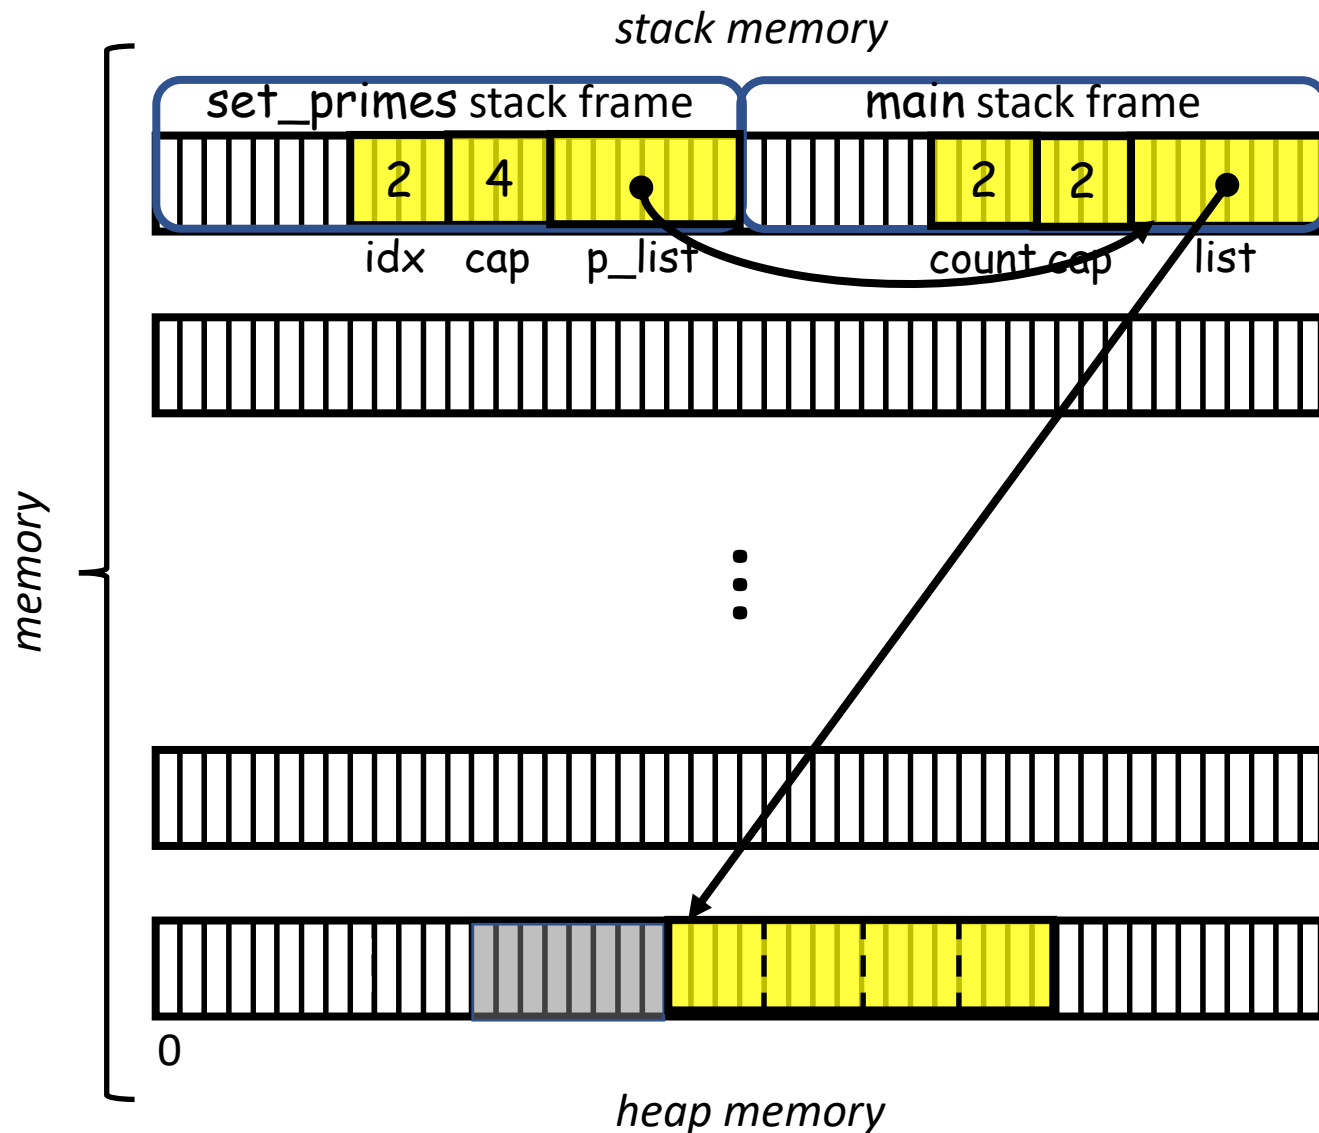 stack memory
set_primes stack frame main stack frame
2 4 2 2
idx cap p_list count cap list
memory
0
heap memory